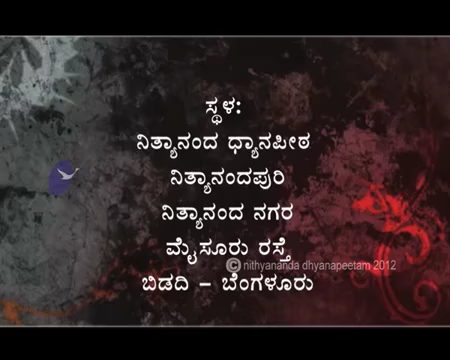 ಸ್ಥಳ:
ನಿತ್ಯಾನಂದ ಧ್ಯಾನಪೀಠ
ನಿತ್ಯಾನಂದಪುರಿ
ನಿತ್ಯಾನಂದ ನಗರ
ಮೈಸೂರು ರಸ್ತೆ
© nithyananda dhyanapeetam 2012
ಬಿಡದಿ – ಬೆಂಗಳೂರು